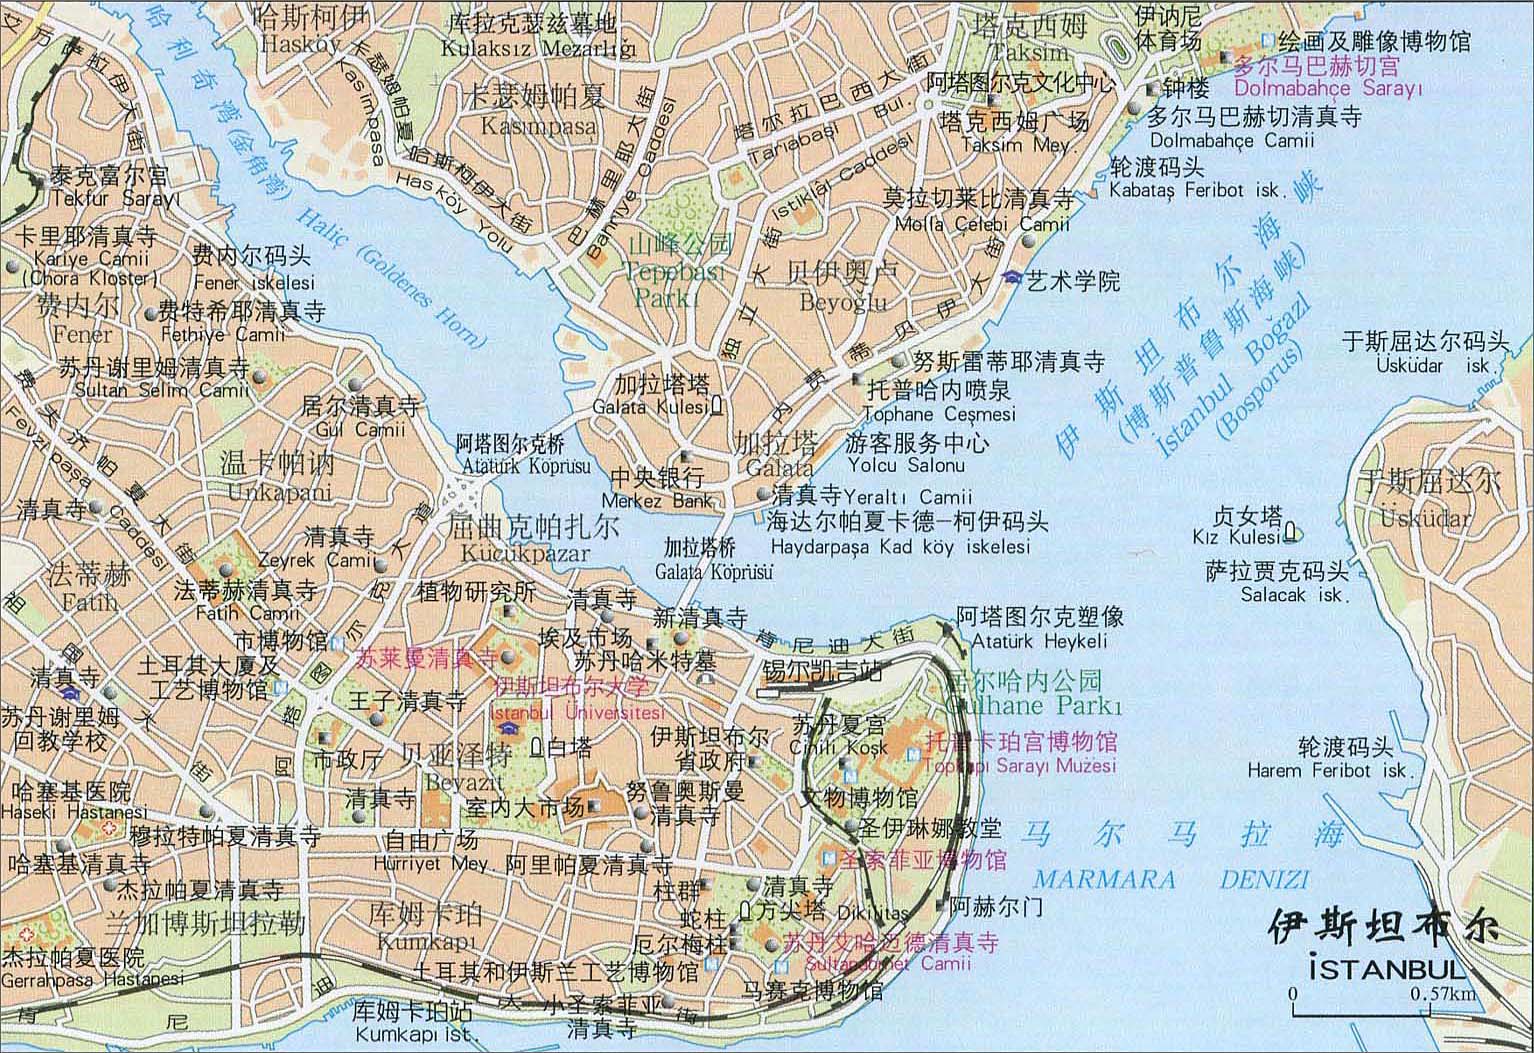 哈斯柯伊
Hasköy
库拉克瑟兹墓地
Kulaksız Mezarlığı
塔克西姆
Taksim
伊讷尼
体育场
绘画及雕像博物馆
多尔马巴赫切宫
Dolmabahçe Sarayı
钟楼
多尔马巴赫切清真寺
Dolmabahçe Camii
阿塔图尔克文化中心
塔克西姆广场
Taksim Mey.
轮渡码头
Kabataş Feribot isk.
卡瑟姆帕夏
Kasımpasa
卡瑟姆帕夏
Kasimpasa
哈利奇湾(金角湾)
Haliç (Goldenes Horn)
哈斯柯伊大街
Hasköy Yolu
巴赫里耶大街
Bahriye Caddesi
塔尔拉巴西大街
Tarlabaşı Bul.
İstiklal Caddesi
独立大街
泰克富尔宫
Tekfur Sarayı
卡里耶清真寺
Kariye Camii
(Chora Kloster)
费内尔码头
Fener iskelesi
费内尔
Fener
费特希耶清真寺
Fethiye Camii
苏丹谢里姆清真寺
Sultan Selim Camii
居尔清真寺
Gül Camii
山峰公园
Tepebası
Parkı
贝伊奥卢
Beyoglu
莫拉切莱比清真寺
Molla Çelebi Camii
艺术学院
努斯雷蒂耶清真寺
托普哈内喷泉
Tophane Ceşmesi
游客服务中心
Yolcu Salonu
伊斯坦布尔海峡
(博斯普鲁斯海峡)
İstanbul Boğazı
(Bosporus)
于斯屈达尔码头
Üsküdar isk.
于斯屈达尔
Üsküdar
加拉塔塔
Galata Kulesi
加拉塔
Galata
中央银行
Merkez Bank
清真寺Yeraltı Camii
海达尔帕夏卡德-柯伊码头
Haydarpaşa Kad köy iskelesi
阿塔图尔克桥
Atatürk Köprüsü
加拉塔桥
Galata Köprüsü
费夫济帕夏大街
Fevzi paşa Caddesi
温卡帕讷
Unkapani
屈曲克帕扎尔
Kücükpazar
清真寺
清真寺
Zeyrek Camii
法蒂赫
Fatih
法蒂赫清真寺
Fatih Camii
植物研究所
清真寺
新清真寺
埃及市场
苏丹哈米特墓
市博物馆
苏莱曼清真寺
土耳其大厦及
工艺博物馆
伊斯坦布尔大学
İstanbul Üniversitesi
清真寺
苏丹谢里姆
回教学校
王子清真寺
市政厅
贝亚泽特
Beyazıt
白塔
伊斯坦布尔
省政府
肯尼迪大街
锡尔凯吉站
阿塔图尔克塑像
Atatürk Heykeli
居尔哈内公园
Gülhane Parkı
苏丹夏宫
Cinili Koşk
托普卡珀宫博物馆
Topkapı Sarayı Muzesi
文物博物馆
圣伊琳娜教堂
圣索菲亚博物馆
贞女塔
Kız Kulesi
萨拉贾克码头
Salacak isk.
轮渡码头
Harem Feribot isk.
马尔马拉海
MARMARA DENIZI
哈塞基医院
Haseki Hastanesi
穆拉特帕夏清真寺
哈塞基清真寺
杰拉帕夏清真寺
兰加博斯坦拉勒
杰拉帕夏医院
Gerrahpasa Hastanesi
清真寺
室内大市场
努鲁奥斯曼
清真寺
自由广场
Hürriyet Mey.
阿里帕夏清真寺
库姆卡珀
Kumkapı
柱群
蛇柱
厄尔梅柱
清真寺
方尖塔 Dikilitas
阿赫尔门
苏丹艾哈迈德清真寺
Sultanahmet Camii
土耳其和伊斯兰工艺博物馆
马赛克博物馆
小圣索菲亚
清真寺
库姆卡珀站
Kumkapı ist.
肯尼迪大街
伊斯坦布尔
İSTANBUL
0 0.57km